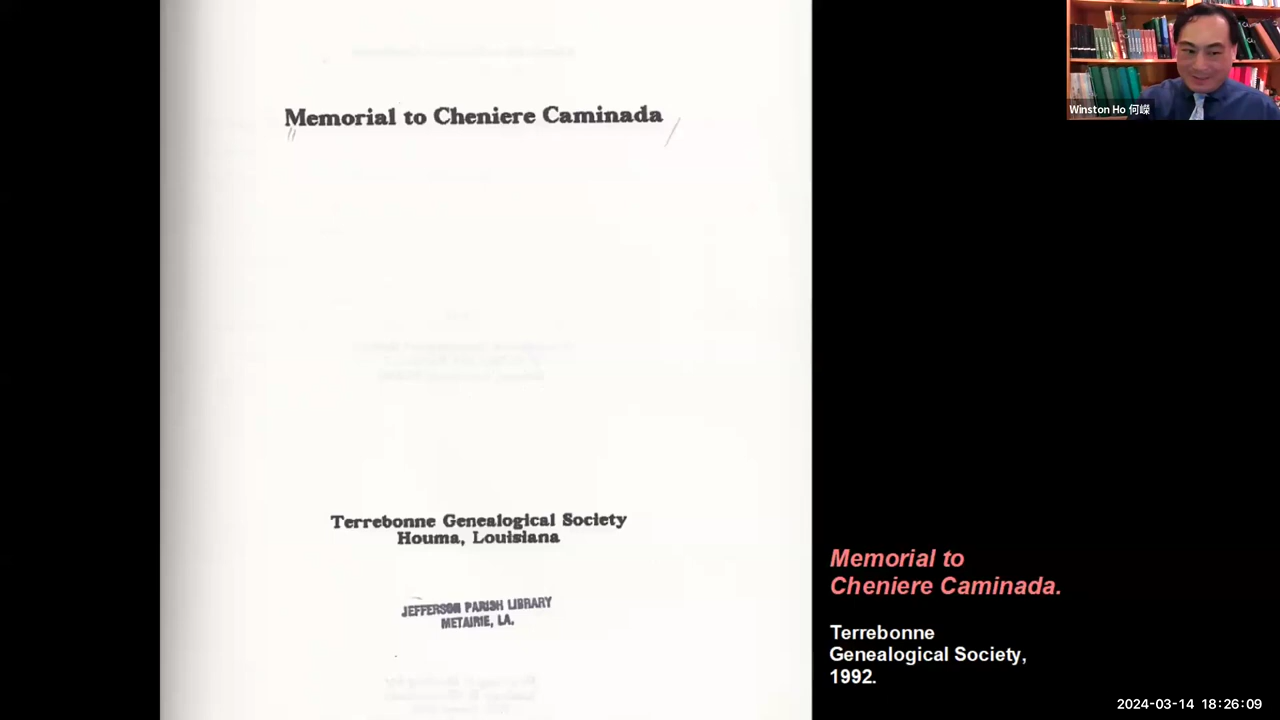 Memorial to Cheniere Caminada
Terrebonne Genealogical Society
Houma, Louisiana
JEFFERSON PARISH LIBRARY
METAIRIE, LA.
Winston Ho 何嶸
Memorial to
Cheniere Caminada.
Terrebonne
Genealogical Society,
1992.
2024-03-14 18:26:09